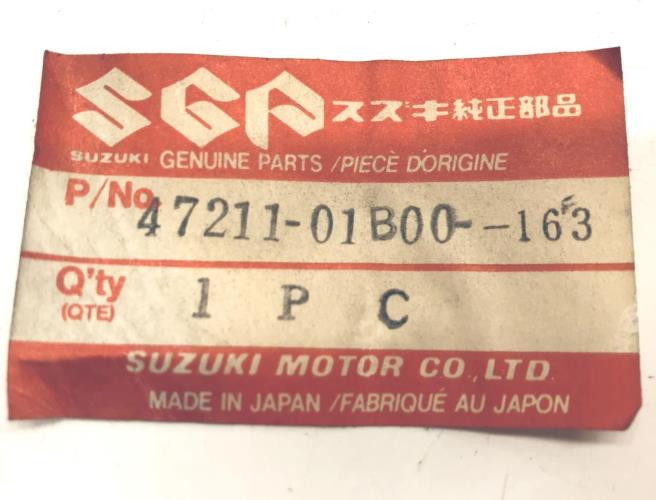 SGP スズキ純正部品
SUZUKI GENUINE PARTS /PIECÈ D'ORIGINE
P/No. 47211-01B00--163
Q'ty 1 P C
(QTE)
SUZUKI MOTOR CO., LTD.
MADE IN JAPAN /FABRIQUÉ AU JAPON